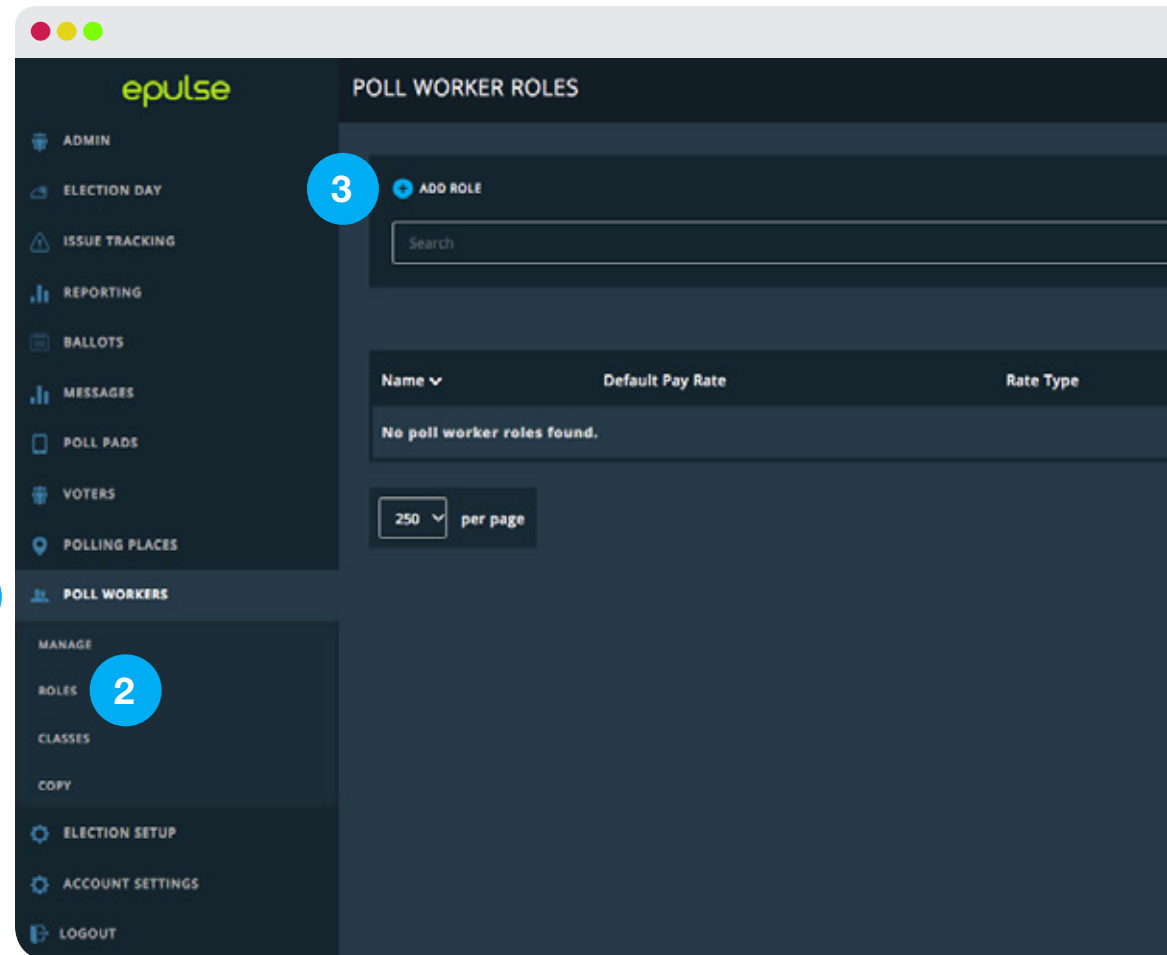 epulse
POLL WORKER ROLES
ADMIN
ELECTION DAY
ISSUE TRACKING
REPORTING
BALLOTS
MESSAGES
POLL PADS
VOTERS
POLLING PLACES
POLL WORKERS
MANAGE
ROLES 2
CLASSES
COPY
ELECTION SETUP
ACCOUNT SETTINGS
LOGOUT
3 ADD ROLE
Search
Name Default Pay Rate Rate Type
No poll worker roles found.
250 per page